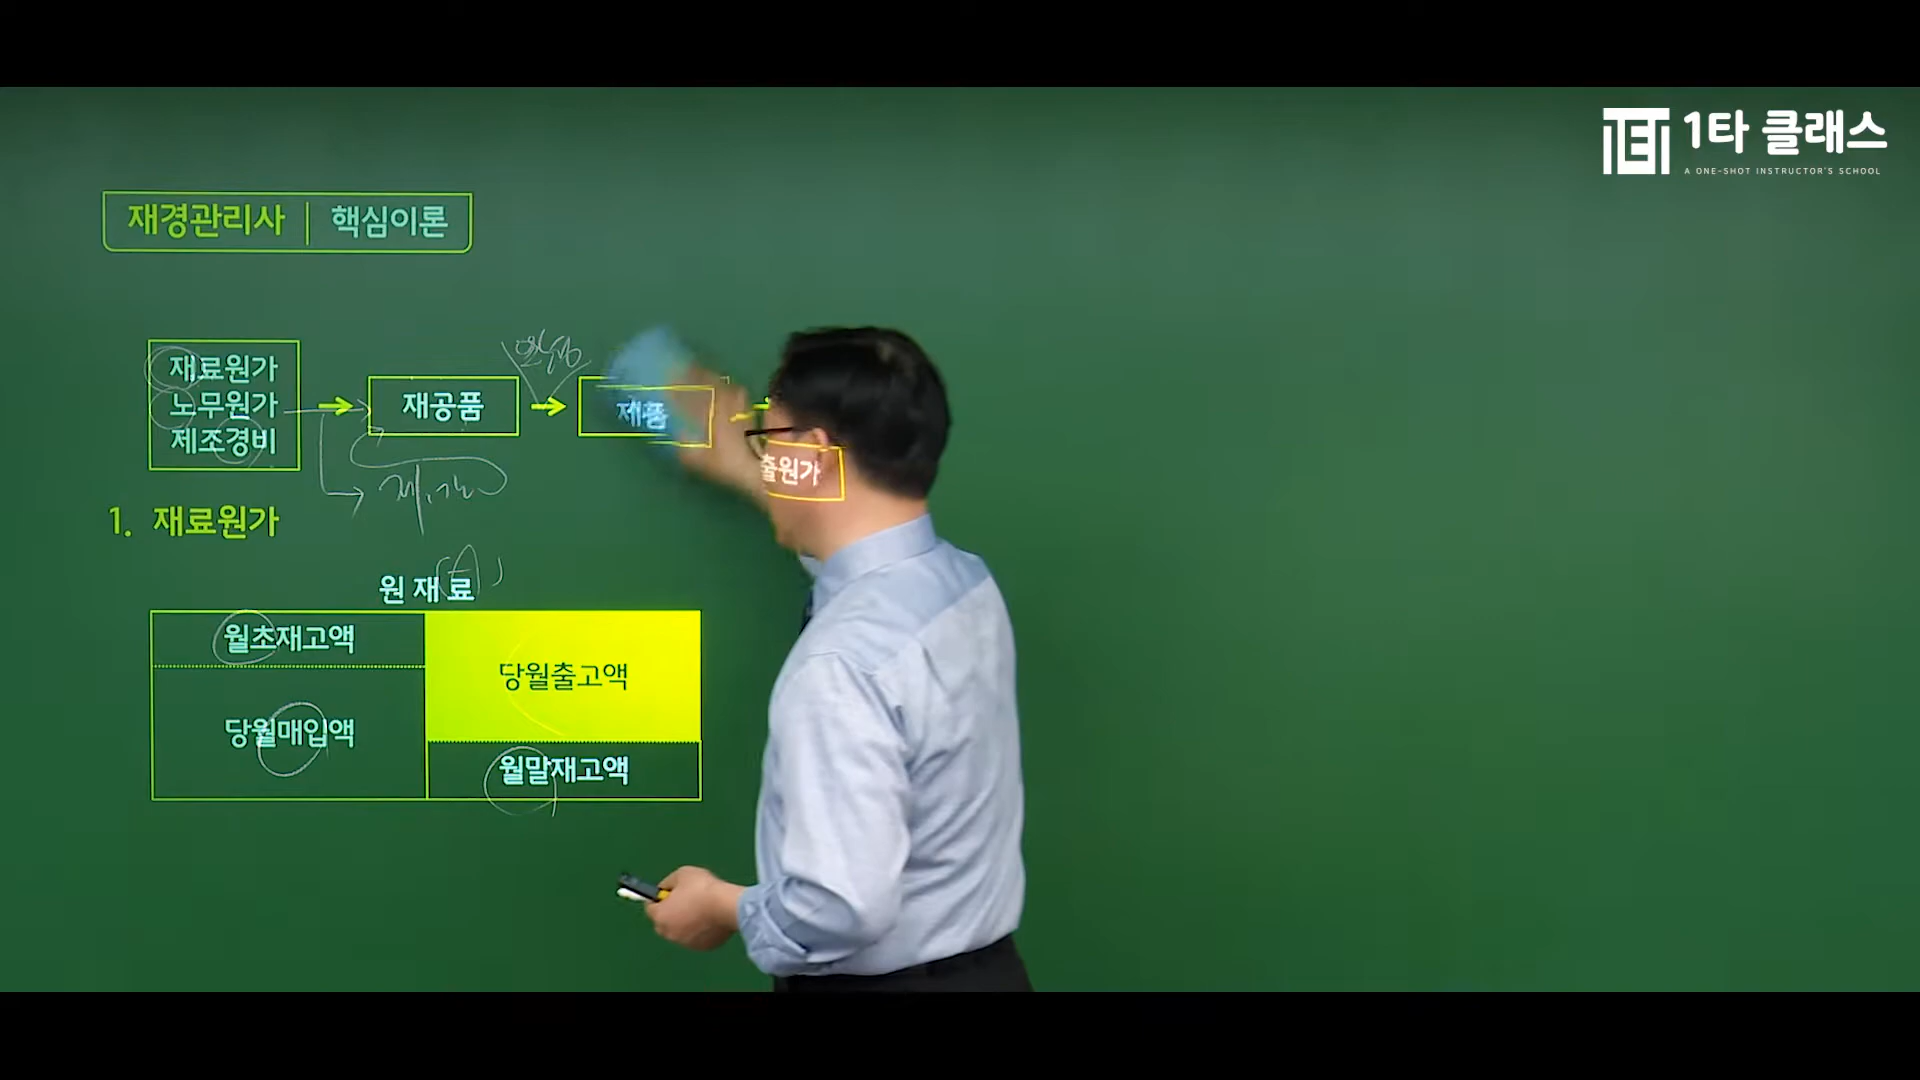 1타 클래스
A ONE-SHOT INSTRUCTOR'S SCHOOL
재경관리사 | 핵심이론
재료원가
노무원가
제조경비
재공품
완성
제품
출원가
1. 재료원가
원재료
(A)
월초재고액
당월출고액
당월매입액
월말재고액